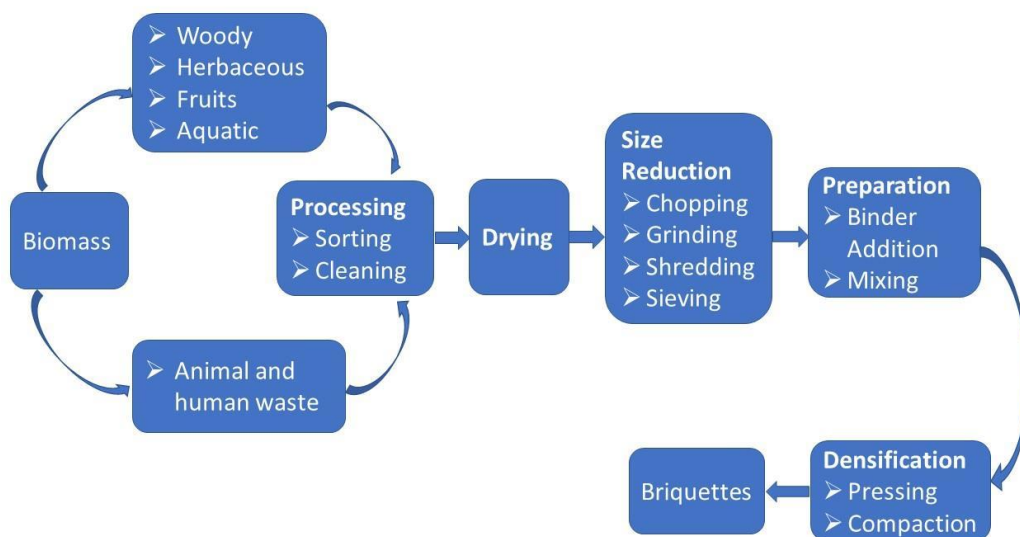 Biomass
➢ Woody
➢ Herbaceous
➢ Fruits
➢ Aquatic
➢ Animal and
human waste
Processing
➢ Sorting
➢ Cleaning
Drying
Size
Reduction
➢ Chopping
➢ Grinding
➢ Shredding
➢ Sieving
Preparation
➢ Binder
Addition
➢ Mixing
Densification
➢ Pressing
➢ Compaction
Briquettes